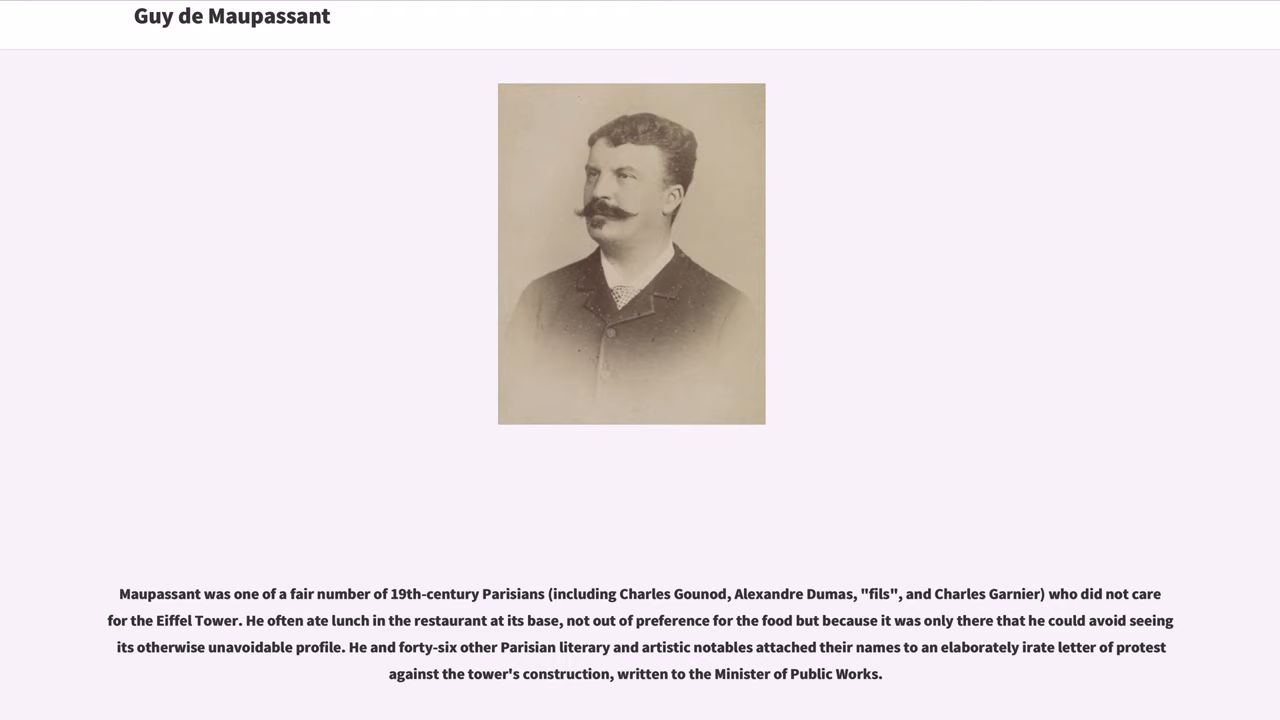 Guy de Maupassant
Maupassant was one of a fair number of 19th-century Parisians (including Charles Gounod, Alexandre Dumas, "fils", and Charles Garnier) who did not care
for the Eiffel Tower. He often ate lunch in the restaurant at its base, not out of preference for the food but because it was only there that he could avoid seeing
its otherwise unavoidable profile. He and forty-six other Parisian literary and artistic notables attached their names to an elaborately irate letter of protest
against the tower's construction, written to the Minister of Public Works.